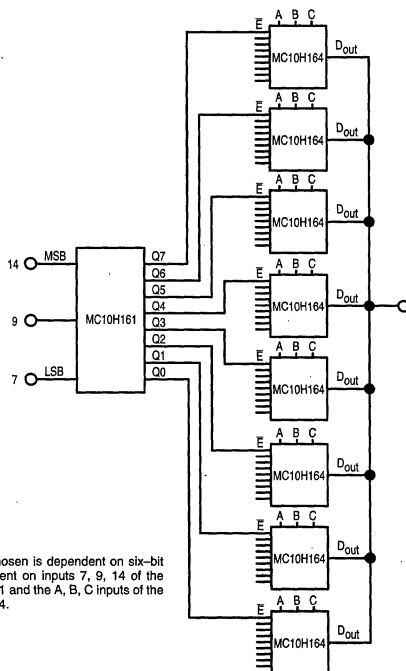 A B C
E
MC10H164
Dout
A B C
E
MC10H164
Dout
A B C
E
MC10H164
Dout
14
MSB
9
7
LSB
MC10H161
Q7
Q6
Q5
Q4
Q3
Q2
Q1
Q0
A B C
E
MC10H164
Dout
A B C
E
MC10H164
Dout
A B C
E
MC10H164
Dout
A B C
E
MC10H164
Dout
A B C
E
MC10H164
Dout
osen is dependent on six–bit
ent on inputs 7, 9, 14 of the
1 and the A, B, C inputs of the
4.